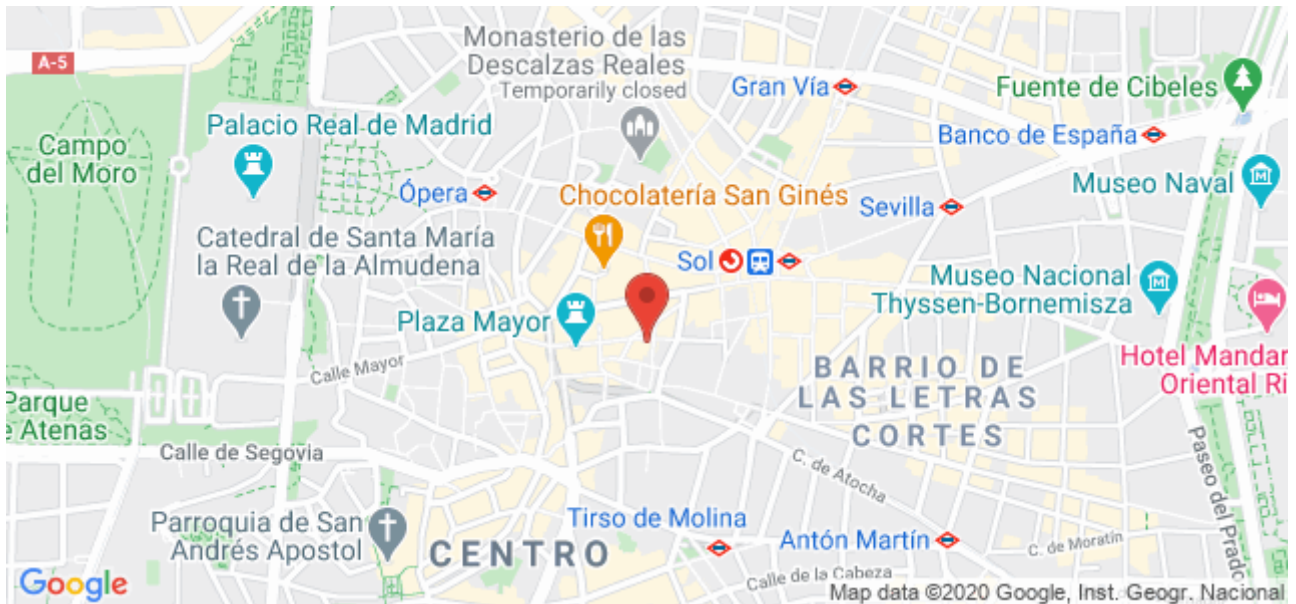 A-5
Monasterio de las
Descalzas Reales
Temporarily closed
Gran Vía
Fuente de Cibeles
Banco de España
Palacio Real de Madrid
Campo
del Moro
Ópera
Chocolatería San Ginés
Sevilla
Museo Naval
Catedral de Santa María
la Real de la Almudena
Sol
Museo Nacional
Thyssen-Bornemisza
Plaza Mayor
Calle Mayor
BARRIO DE
LAS LETRAS
CORTES
Hotel Mandar
Oriental Ri
Parque
e Atenas
Calle de Segovia
C. de Atocha
Paseo del Prado
Parroquia de San
Andrés Apostol
Tirso de Molina
CENTRO
Antón Martín
C. de Moratín
Calle de la Cabeza
Google
Map data ©2020 Google, Inst. Geogr. Nacional